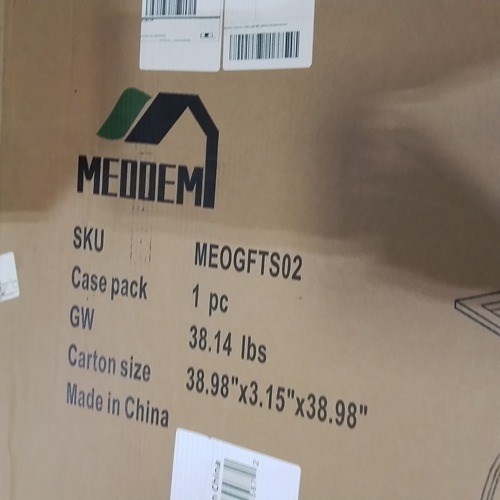 MEDDEM
SKU MEOGFTS02
Case pack 1 pc
GW 38.14 lbs
Carton size 38.98"x3.15"x38.98"
Made in China